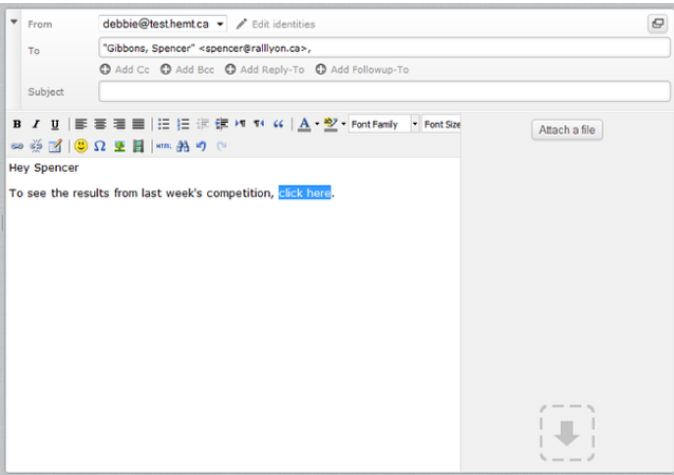 From debbie@test.hemt.ca Edit identities
To "Gibbons, Spencer" <spencer@ralllyon.ca>,
Add Cc Add Bcc Add Reply-To Add Followup-To
Subject
B I U A Font Family Font Size
HTML
Attach a file
Hey Spencer
To see the results from last week's competition, click here.